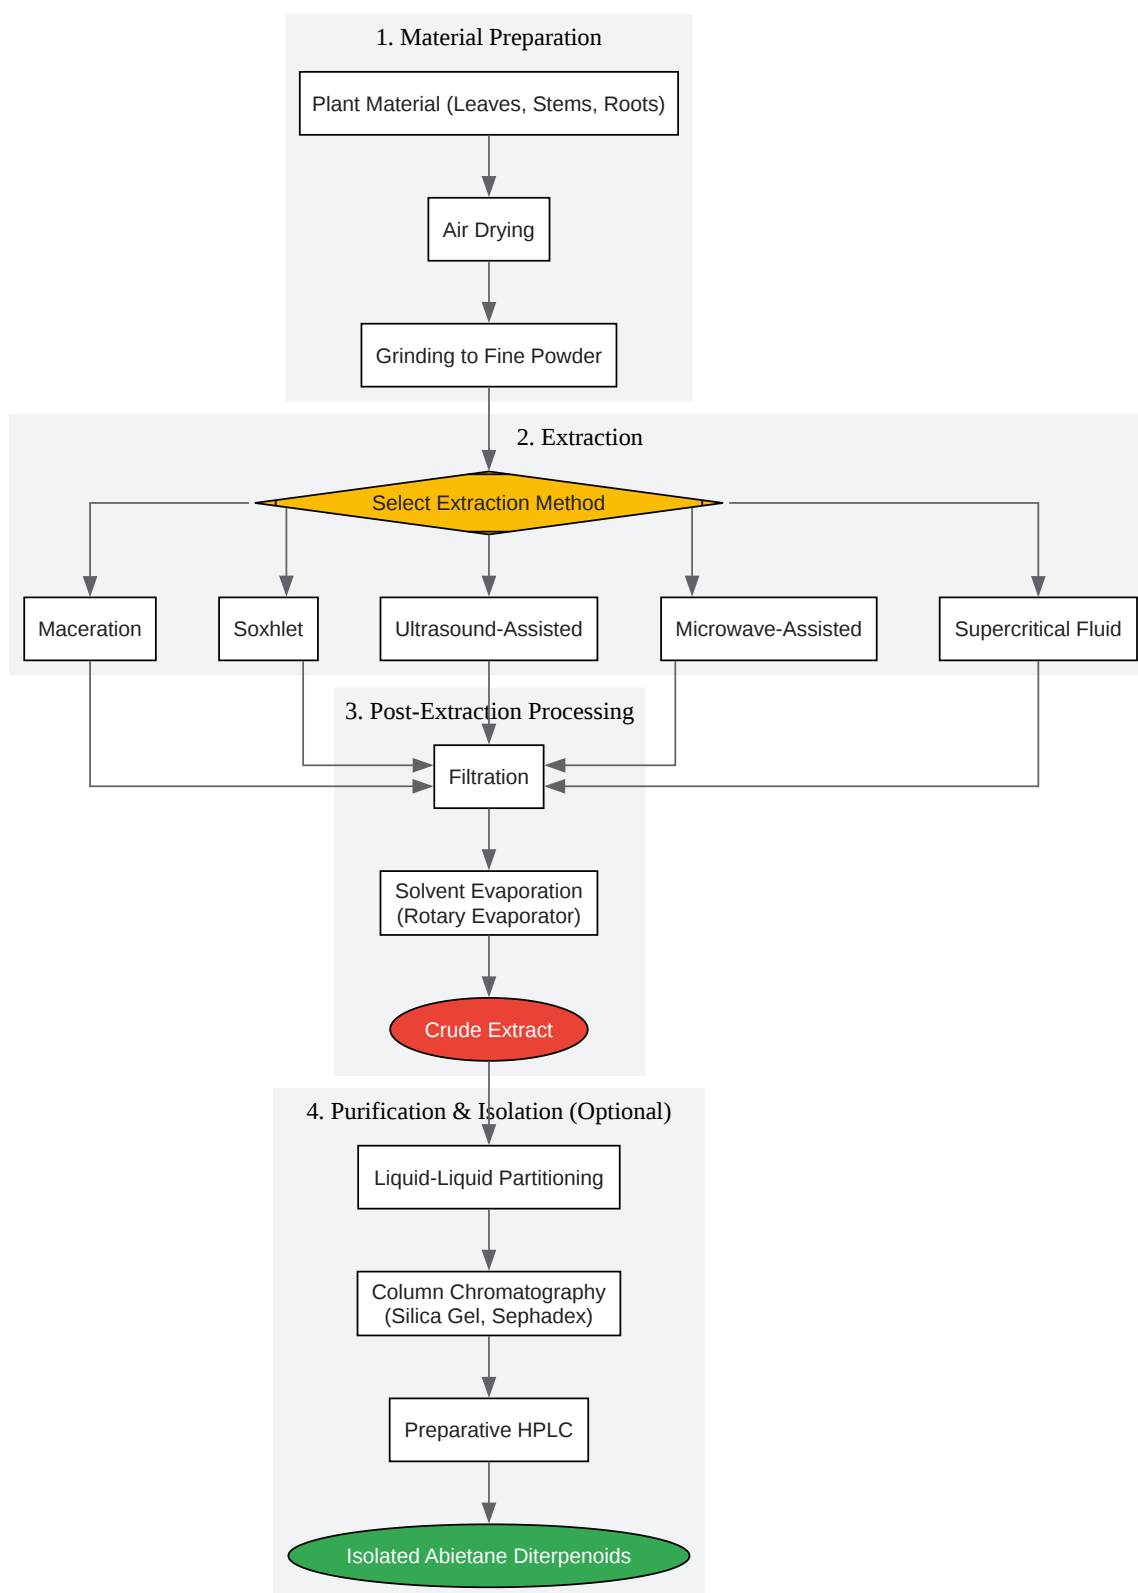 1. Material Preparation
Plant Material (Leaves, Stems, Roots)
Air Drying
Grinding to Fine Powder
2. Extraction
Select Extraction Method
Maceration
Soxhlet
Ultrasound-Assisted
Microwave-Assisted
Supercritical Fluid
3. Post-Extraction Processing
Filtration
Solvent Evaporation
(Rotary Evaporator)
Crude Extract
4. Purification & Isolation (Optional)
Liquid-Liquid Partitioning
Column Chromatography
(Silica Gel, Sephadex)
Preparative HPLC
Isolated Abietane Diterpenoids